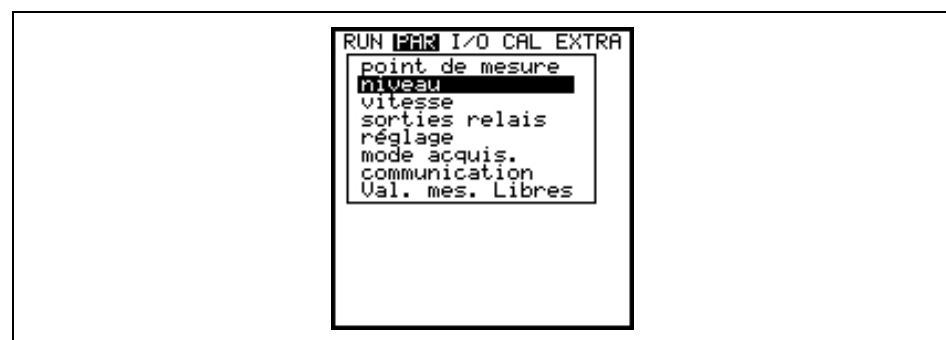 RUN PAR I/O CAL EXTRA
point de mesure
niveau
vitesse
sorties relais
réglage
mode acquis.
communication
Val. mes. Libres